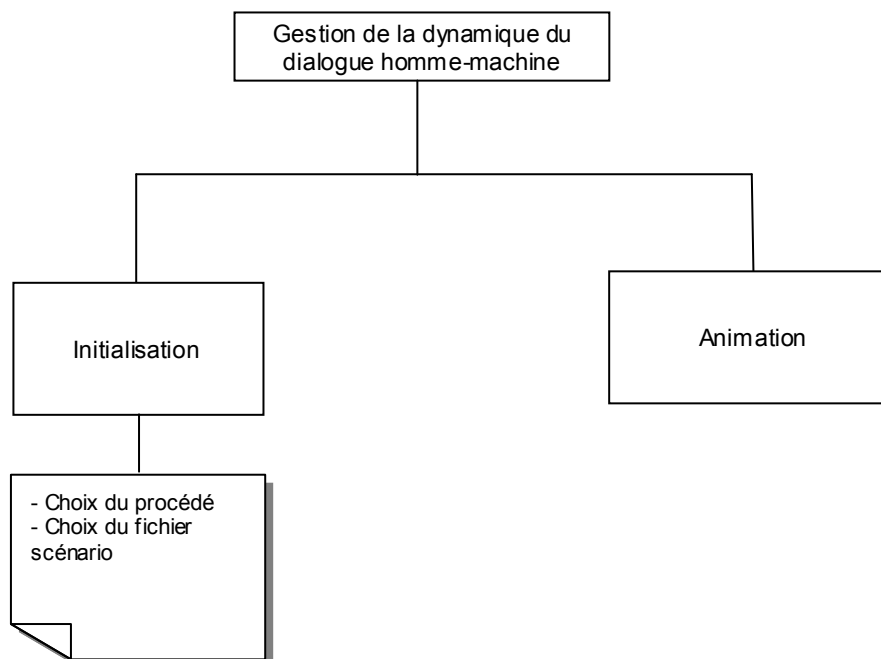 Gestion de la dynamique du
dialogue homme-machine
Initialisation
Animation
- Choix du procédé
- Choix du fichier
scénario